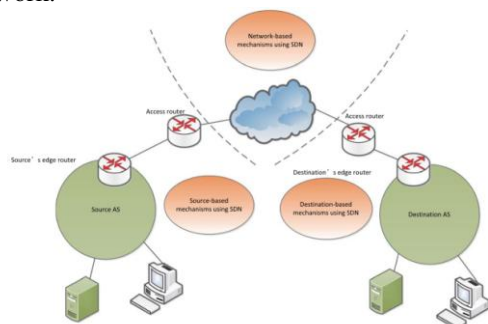 Network-based
mechanisms using SDN
Access router
Access router
Source’s edge router
Destination’s edge router
Source AS
Source-based
mechanisms using SDN
Destination-based
mechanisms using SDN
Destination AS